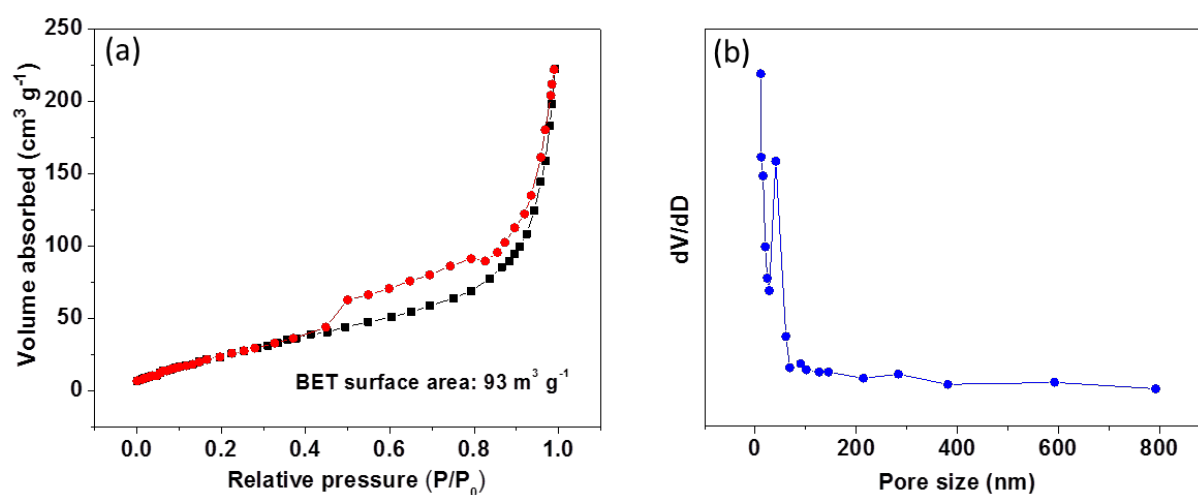 (a)
250
200
150
100
50
0
Volume absorbed (cm³ g⁻¹)
BET surface area: 93 m³ g⁻¹
0.0 0.2 0.4 0.6 0.8 1.0
Relative pressure (P/P₀)
(b)
dV/dD
0 200 400 600 800
Pore size (nm)